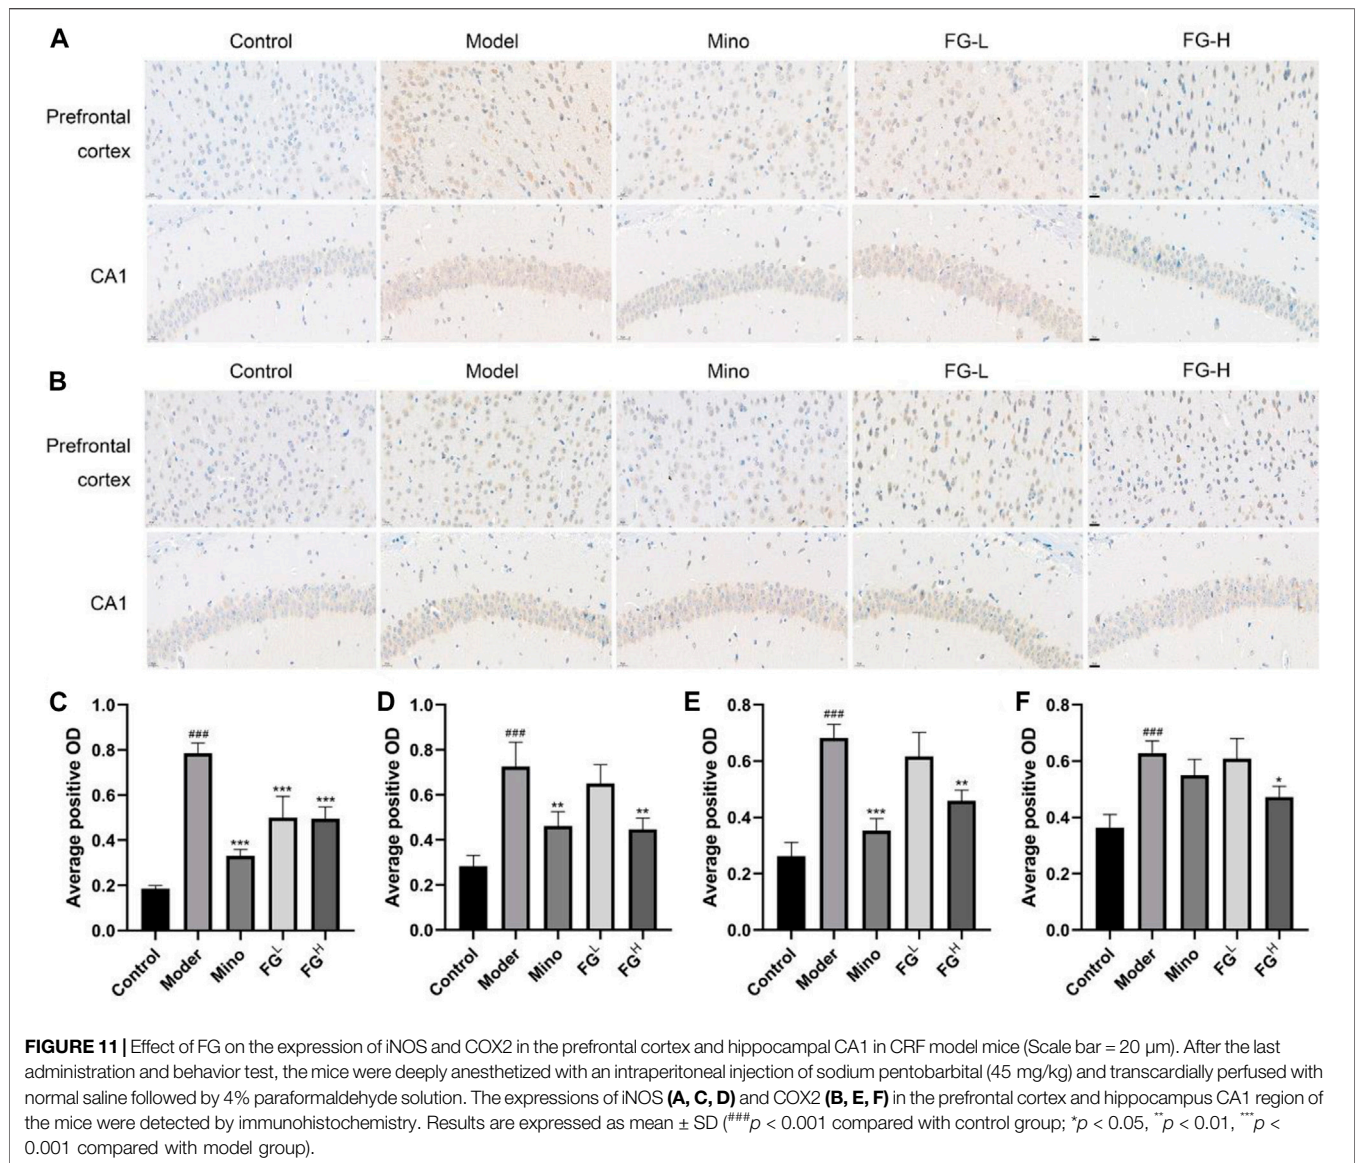 A
Control Model Mino FG-L FG-H
Prefrontal
cortex
CA1
B
Control Model Mino FG-L FG-H
Prefrontal
cortex
CA1
C
Average positive OD
1.0
0.8
0.6
0.4
0.2
0.0
###
***
***
***
Control Moder Mino FG^L FG^H
D
Average positive OD
1.0
0.8
0.6
0.4
0.2
0.0
###
**
**
Control Moder Mino FG^L FG^H
E
Average positive OD
0.8
0.6
0.4
0.2
0.0
###
***
**
Control Moder Mino FG^L FG^H
F
Average positive OD
0.8
0.6
0.4
0.2
0.0
###
*
Control Moder Mino FG^L FG^H
FIGURE 11 | Effect of FG on the expression of iNOS and COX2 in the prefrontal cortex and hippocampal CA1 in CRF model mice (Scale bar = 20 μm). After the last
administration and behavior test, the mice were deeply anesthetized with an intraperitoneal injection of sodium pentobarbital (45 mg/kg) and transcardially perfused with
normal saline followed by 4% paraformaldehyde solution. The expressions of iNOS (A, C, D) and COX2 (B, E, F) in the prefrontal cortex and hippocampus CA1 region of
the mice were detected by immunohistochemistry. Results are expressed as mean ± SD (###p < 0.001 compared with control group; *p < 0.05, **p < 0.01, ***p <
0.001 compared with model group).